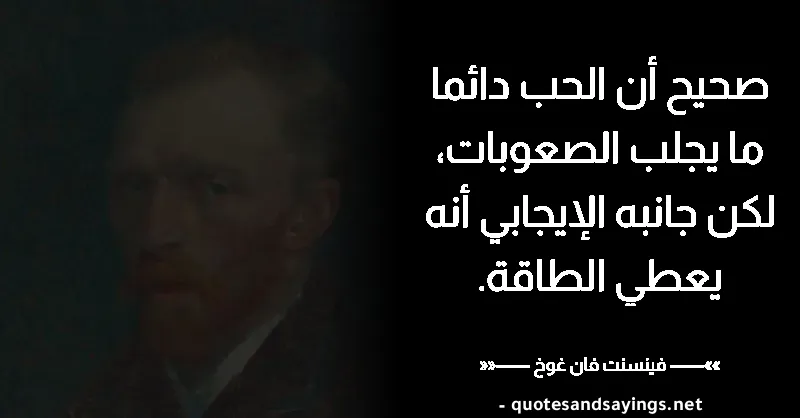 صحيح أن الحب دائما
ما يجلب الصعوبات،
لكن جانبه الإيجابي أنه
يعطي الطاقة.
»—— فينسنت فان غوخ ——»«
- quotesandsayings.net